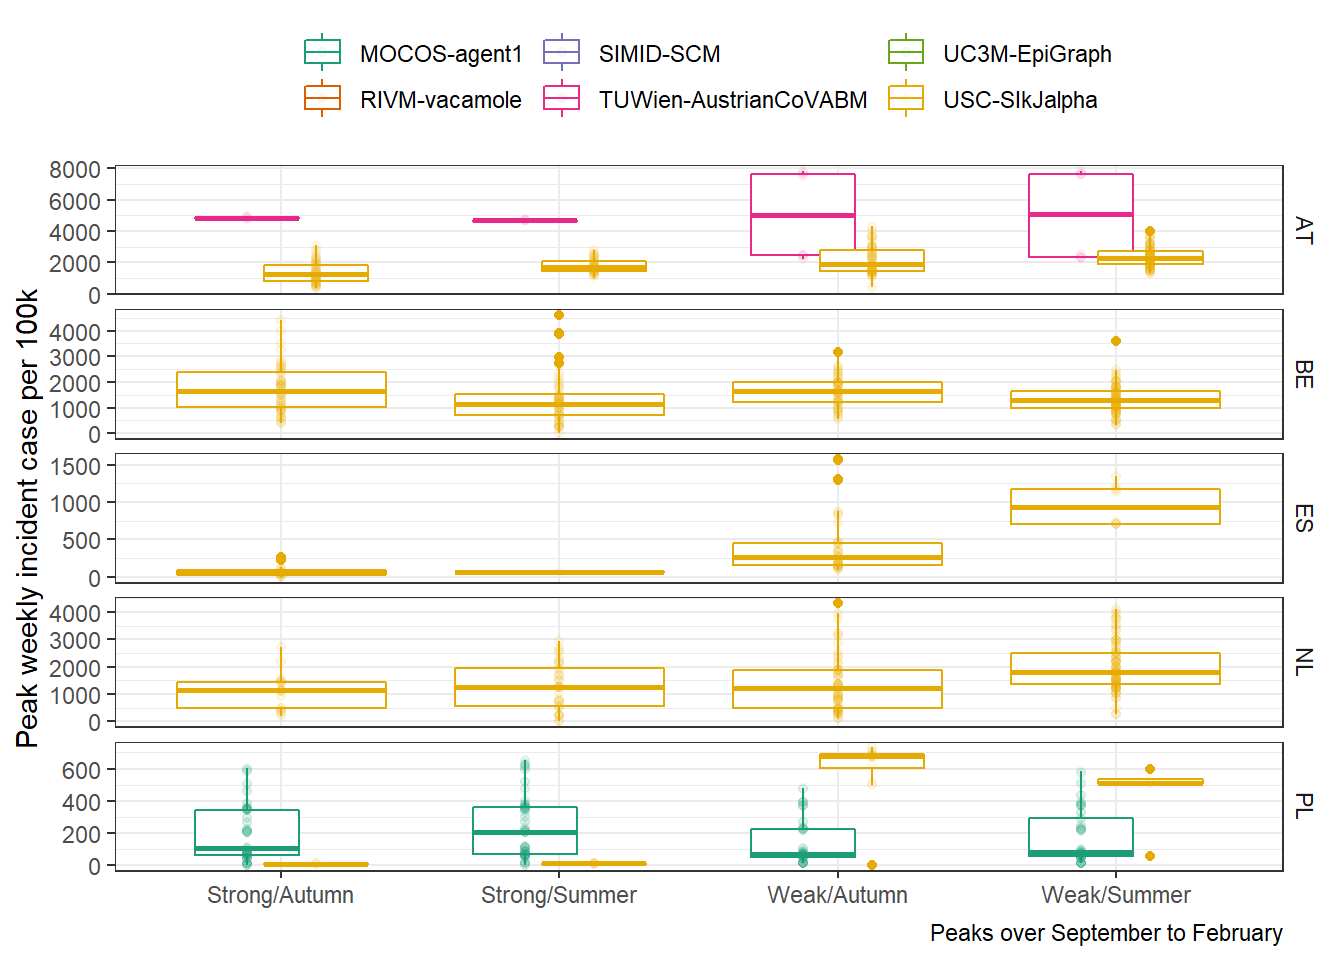 MOCOS-agent1 SIMID-SCM UC3M-EpiGraph
RIVM-vacamole TUWien-AustrianCoVABM USC-SIkJalpha
Peak weekly incident case per 100k
8000
6000
4000
2000
0
AT
4000
3000
2000
1000
0
BE
1500
1000
500
0
ES
4000
3000
2000
1000
0
NL
600
400
200
0
PL
Strong/Autumn Strong/Summer Weak/Autumn Weak/Summer
Peaks over September to February